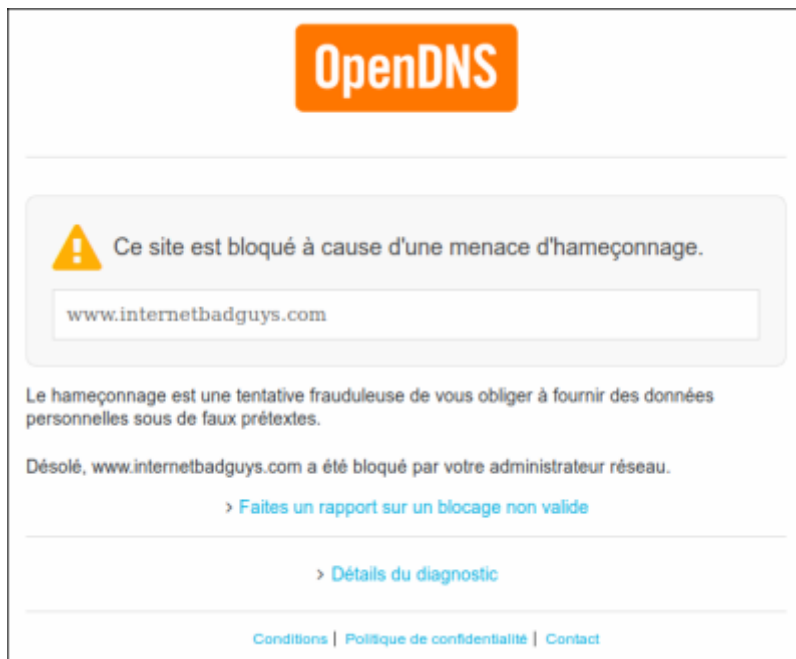 OpenDNS
Ce site est bloqué à cause d'une menace d'hameçonnage.
www.internetbadguys.com
Le hameçonnage est une tentative frauduleuse de vous obliger à fournir des données
personnelles sous de faux prétextes.
Désolé, www.internetbadguys.com a été bloqué par votre administrateur réseau.
> Faites un rapport sur un blocage non valide
> Détails du diagnostic
Conditions | Politique de confidentialité | Contact